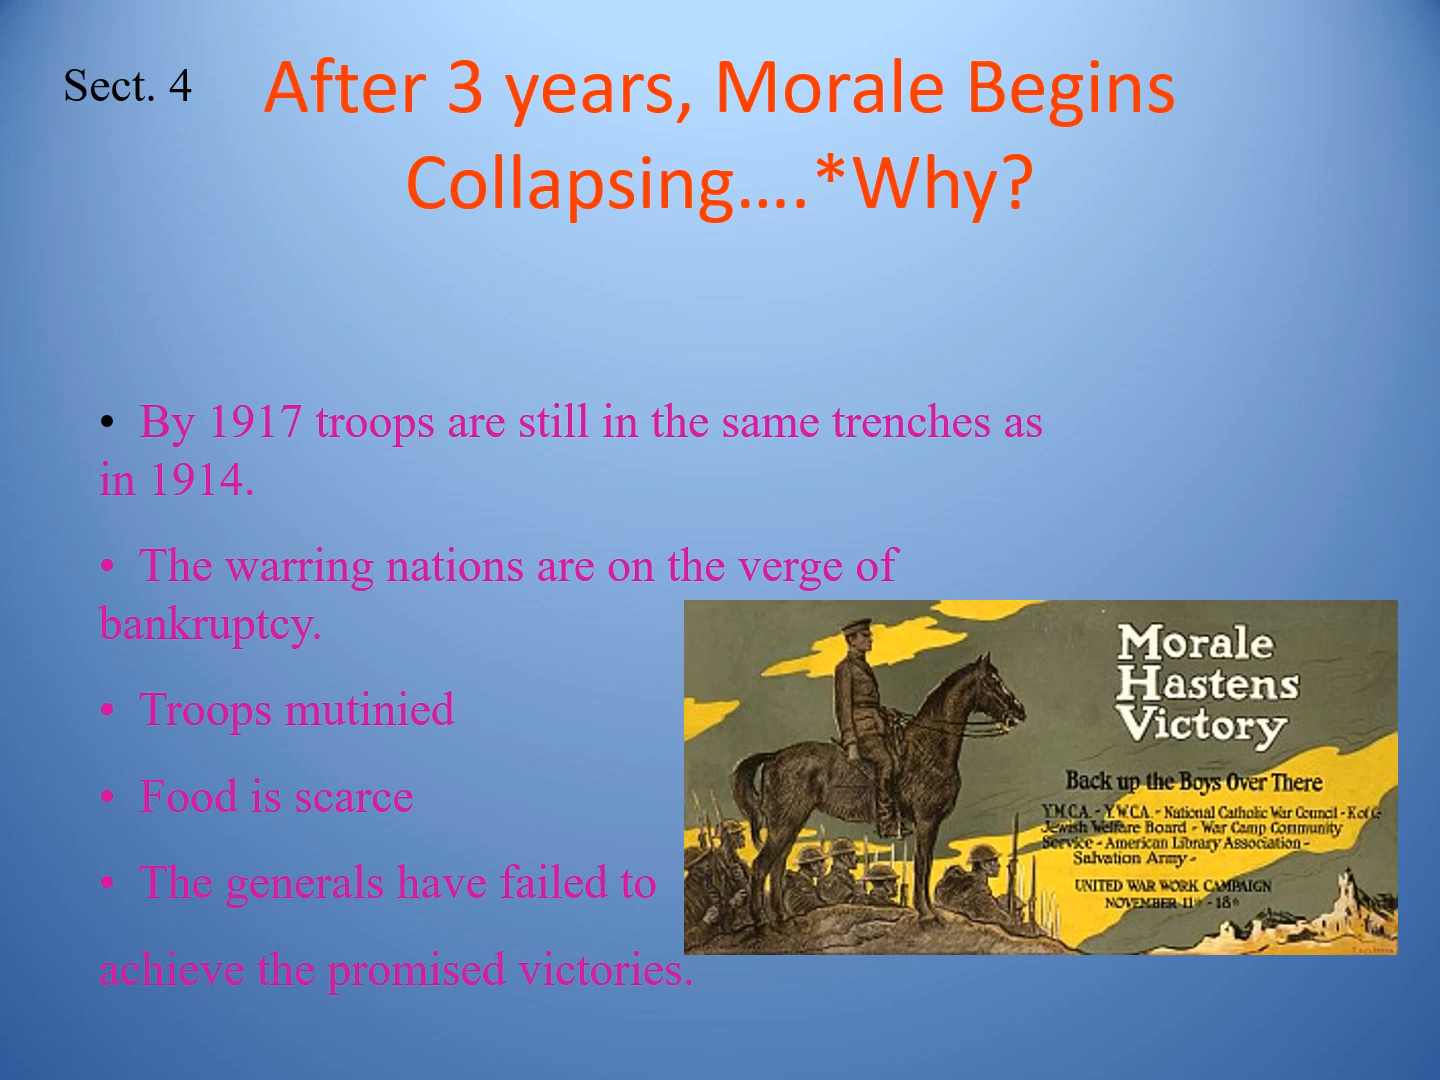 Sect. 4
After 3 years, Morale Begins
Collapsing….*Why?
• By 1917 troops are still in the same trenches as
in 1914.
• The warring nations are on the verge of
bankruptcy.
• Troops mutinied
• Food is scarce
• The generals have failed to
achieve the promised victories.
Morale
Hastens
Victory
Back up the Boys Over There
Y.M.C.A. - Y.W.C.A. - National Catholic War Council - K of C -
Jewish Welfare Board - War Camp Community
Service - American Library Association -
Salvation Army -
UNITED WAR WORK CAMPAIGN
NOVEMBER 11th - 18th